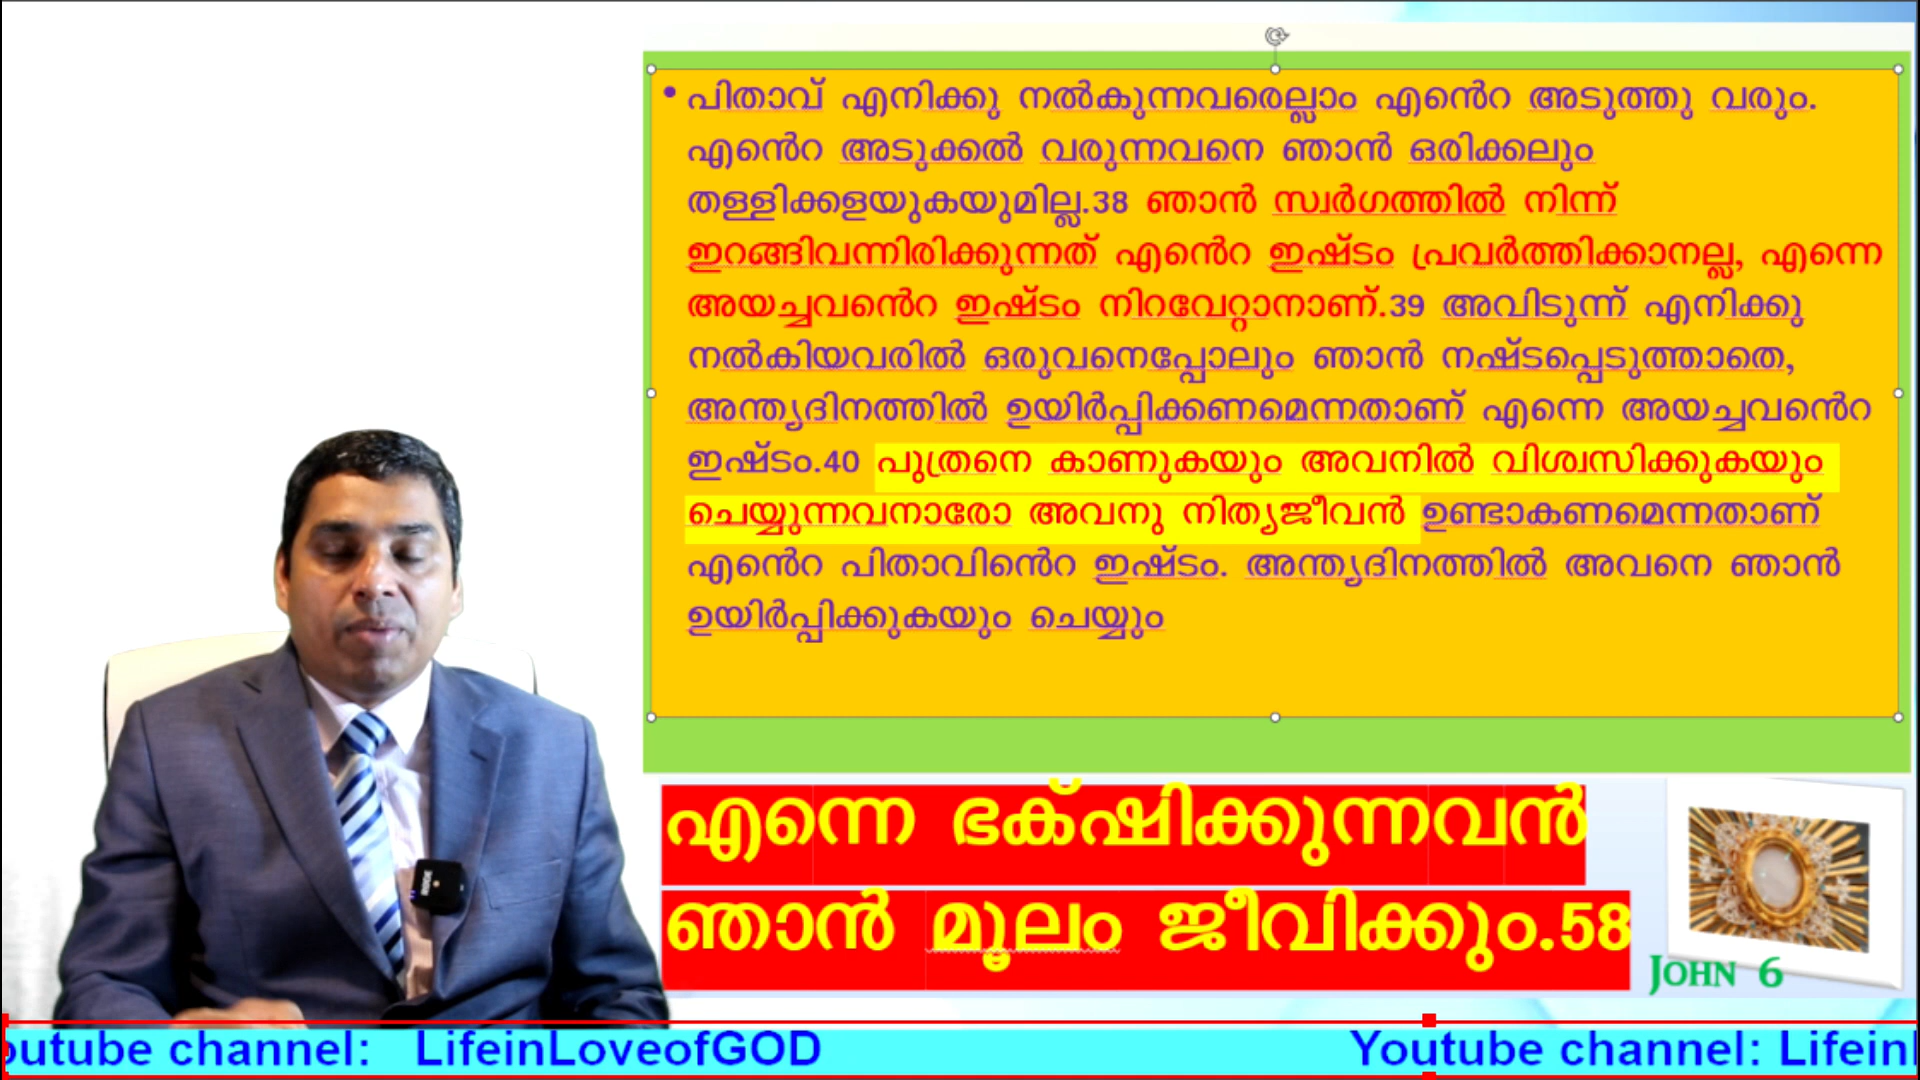 • പിതാവ് എനിക്കു നൽകുന്നവരെല്ലാം എൻെറ അടുത്തു വരും.
എൻെറ അടുക്കൽ വരുന്നവനെ ഞാൻ ഒരിക്കലും
തള്ളിക്കളയുകയുമില്ല.38 ഞാൻ സ്വർഗത്തിൽ നിന്ന്
ഇറങ്ങിവന്നിരിക്കുന്നത് എൻെറ ഇഷ്ടം പ്രവർത്തിക്കാനല്ല, എന്നെ
അയച്ചവൻെറ ഇഷ്ടം നിറവേറ്റാനാണ്.39 അവിടുന്ന് എനിക്കു
നൽകിയവരിൽ ഒരുവനെപ്പോലും ഞാൻ നഷ്ടപ്പെടുത്താതെ,
അന്ത്യദിനത്തിൽ ഉയിർപ്പിക്കണമെന്നതാണ് എന്നെ അയച്ചവൻെറ
ഇഷ്ടം.40 പുത്രനെ കാണുകയും അവനിൽ വിശ്വസിക്കുകയും
ചെയ്യുന്നവനാരോ അവനു നിത്യജീവൻ ഉണ്ടാകണമെന്നതാണ്
എൻെറ പിതാവിൻെറ ഇഷ്ടം. അന്ത്യദിനത്തിൽ അവനെ ഞാൻ
ഉയിർപ്പിക്കുകയും ചെയ്യും
എന്നെ ഭക്‌ഷിക്കുന്നവൻ
ഞാൻ മൂലം ജീവിക്കും.58
JOHN 6
outube channel: LifeinLoveofGOD Youtube channel: Lifeinl